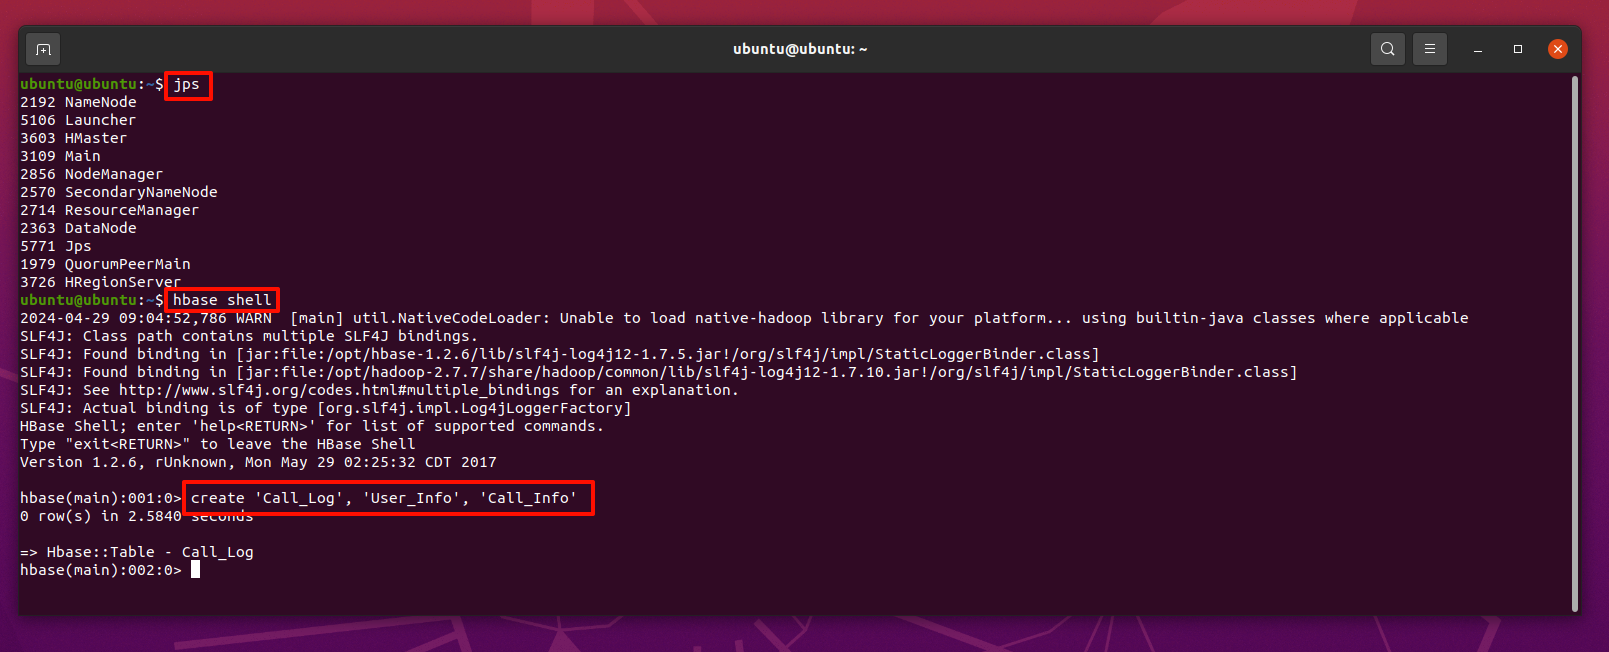 ubuntu@ubuntu: ~
ubuntu@ubuntu:~$ jps
2192 NameNode
5106 Launcher
3603 HMaster
3109 Main
2856 NodeManager
2570 SecondaryNameNode
2714 ResourceManager
2363 DataNode
5771 Jps
1979 QuorumPeerMain
3726 HRegionServer
ubuntu@ubuntu:~$ hbase shell
2024-04-29 09:04:52,786 WARN  [main] util.NativeCodeLoader: Unable to load native-hadoop library for your platform... using builtin-java classes where applicable
SLF4J: Class path contains multiple SLF4J bindings.
SLF4J: Found binding in [jar:file:/opt/hbase-1.2.6/lib/slf4j-log4j12-1.7.5.jar!/org/slf4j/impl/StaticLoggerBinder.class]
SLF4J: Found binding in [jar:file:/opt/hadoop-2.7.7/share/hadoop/common/lib/slf4j-log4j12-1.7.10.jar!/org/slf4j/impl/StaticLoggerBinder.class]
SLF4J: See http://www.slf4j.org/codes.html#multiple_bindings for an explanation.
SLF4J: Actual binding is of type [org.slf4j.impl.Log4jLoggerFactory]
HBase Shell; enter 'help<RETURN>' for list of supported commands.
Type "exit<RETURN>" to leave the HBase Shell
Version 1.2.6, rUnknown, Mon May 29 02:25:32 CDT 2017
hbase(main):001:0> create 'Call_Log', 'User_Info', 'Call_Info'
0 row(s) in 2.5840 seconds
=> Hbase::Table - Call_Log
hbase(main):002:0>